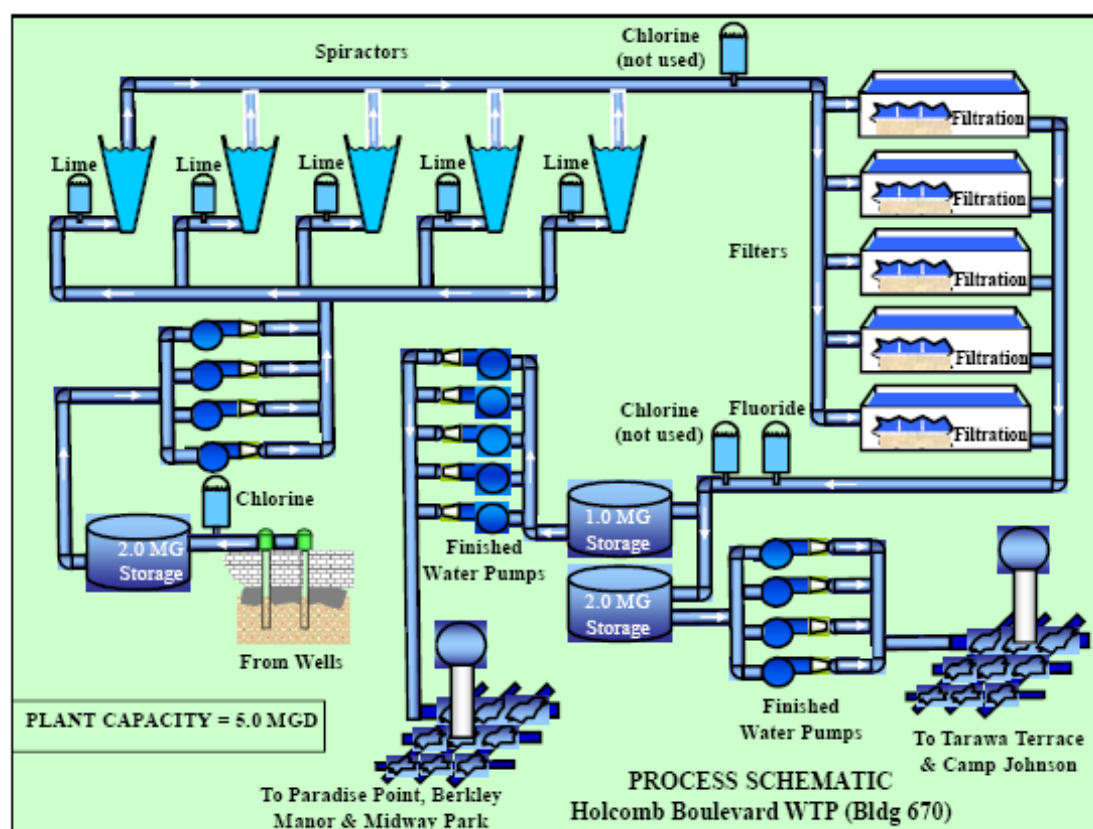 Spiractors
Chlorine
(not used)
Filtration
Lime
Lime
Lime
Lime
Lime
Filtration
Filters
Filtration
Filtration
Filtration
Chlorine
(not used)
Fluoride
Chlorine
2.0 MG
Storage
From Wells
Finished
Water Pumps
1.0 MG
Storage
2.0 MG
Storage
Finished
Water Pumps
To Tarawa Terrace
& Camp Johnson
PLANT CAPACITY = 5.0 MGD
To Paradise Point, Berkley
Manor & Midway Park
PROCESS SCHEMATIC
Holcomb Boulevard WTP (Bldg 670)